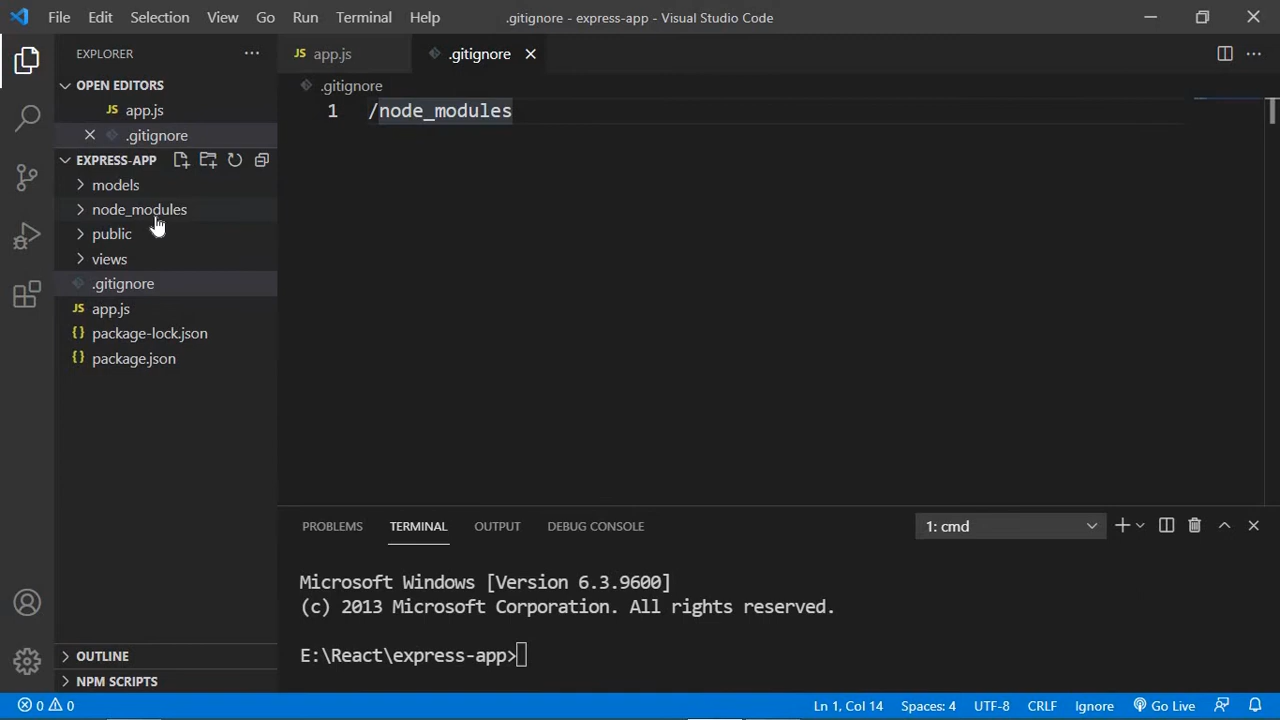 File Edit Selection View Go Run Terminal Help .gitignore - express-app - Visual Studio Code
EXPLORER
OPEN EDITORS
JS app.js
.gitignore
EXPRESS-APP
models
node_modules
public
views
.gitignore
app.js
{} package-lock.json
{} package.json
OUTLINE
NPM SCRIPTS
JS app.js .gitignore
.gitignore
1 /node_modules
PROBLEMS TERMINAL OUTPUT DEBUG CONSOLE 1: cmd
Microsoft Windows [Version 6.3.9600]
(c) 2013 Microsoft Corporation. All rights reserved.
E:\React\express-app>
0 0 Ln 1, Col 14 Spaces: 4 UTF-8 CRLF Ignore Go Live